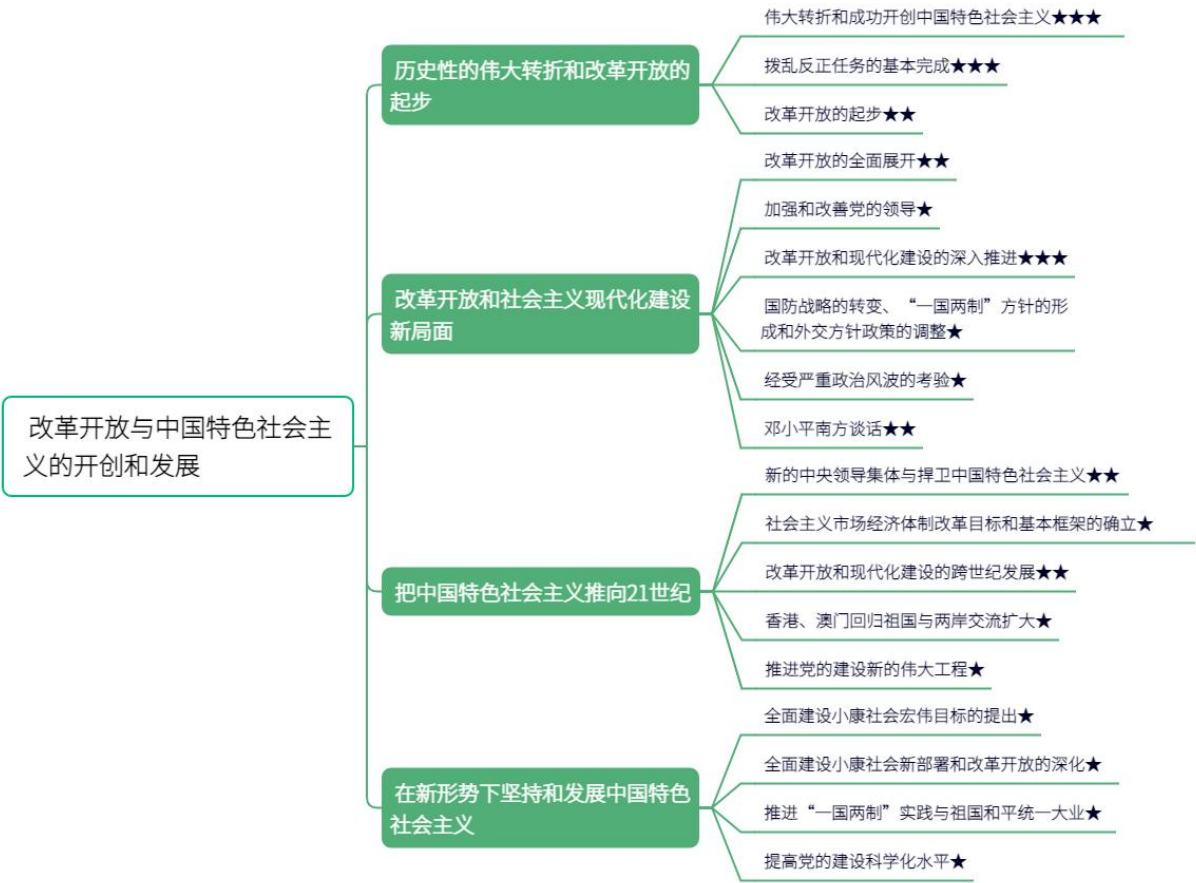 改革开放与中国特色社会主
义的开创和发展
历史性的伟大转折和改革开放的
起步
伟大转折和成功开创中国特色社会主义★★★
拨乱反正任务的基本完成★★★
改革开放的起步★★
改革开放和社会主义现代化建设
新局面
改革开放的全面展开★★
加强和改善党的领导★
改革开放和现代化建设的深入推进★★★
国防战略的转变、“一国两制”方针的形
成和外交方针政策的调整★
经受严重政治风波的考验★
邓小平南方谈话★★
把中国特色社会主义推向21世纪
新的中央领导集体与捍卫中国特色社会主义★★
社会主义市场经济体制改革目标和基本框架的确立★
改革开放和现代化建设的跨世纪发展★★
香港、澳门回归祖国与两岸交流扩大★
推进党的建设新的伟大工程★
在新形势下坚持和发展中国特色
社会主义
全面建设小康社会宏伟目标的提出★
全面建设小康社会新部署和改革开放的深化★
推进“一国两制”实践与祖国和平统一大业★
提高党的建设科学化水平★